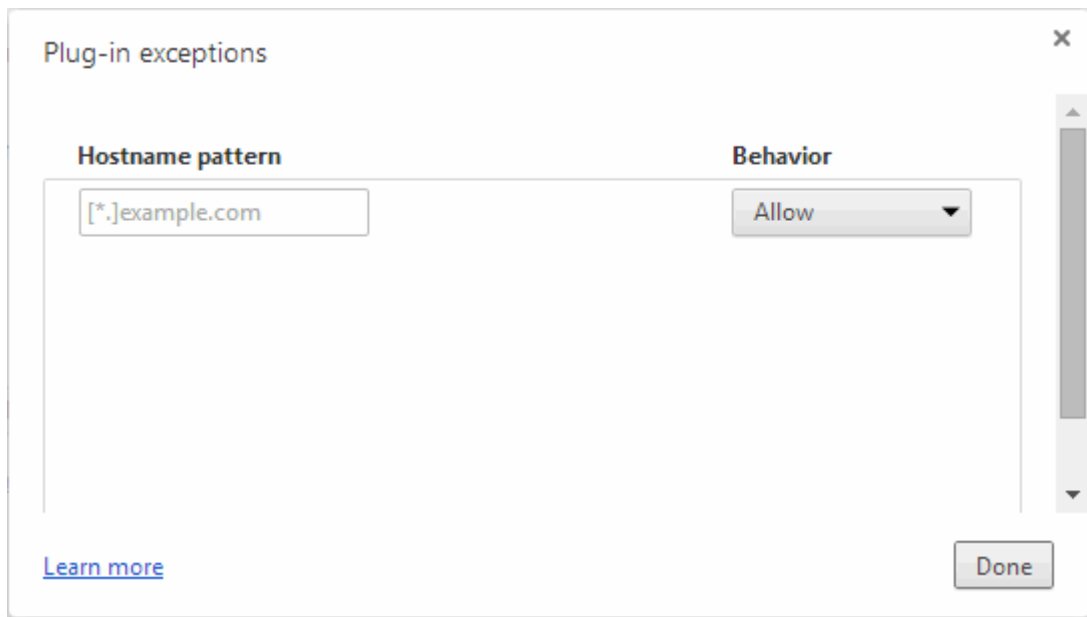 Plug-in exceptions
Hostname pattern Behavior
[*.]example.com Allow
Learn more Done